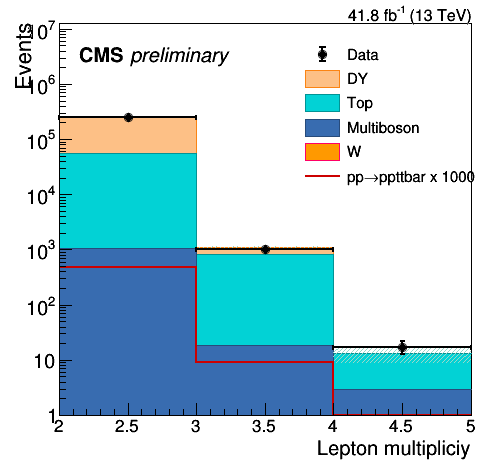 41.8 fb⁻¹ (13 TeV)
Events
CMS preliminary
Data
DY
Top
Multiboson
W
pp→ppttbar x 1000
10⁷
10⁶
10⁵
10⁴
10³
10²
10
1
2 2.5 3 3.5 4 4.5 5
Lepton multipliciy